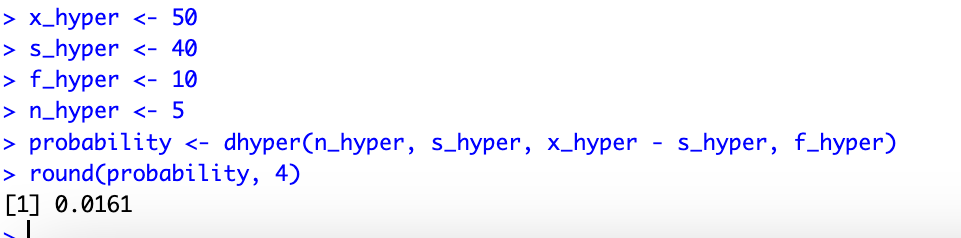 > x_hyper <- 50
> s_hyper <- 40
> f_hyper <- 10
> n_hyper <- 5
> probability <- dhyper(n_hyper, s_hyper, x_hyper - s_hyper, f_hyper)
> round(probability, 4)
[1] 0.0161
>